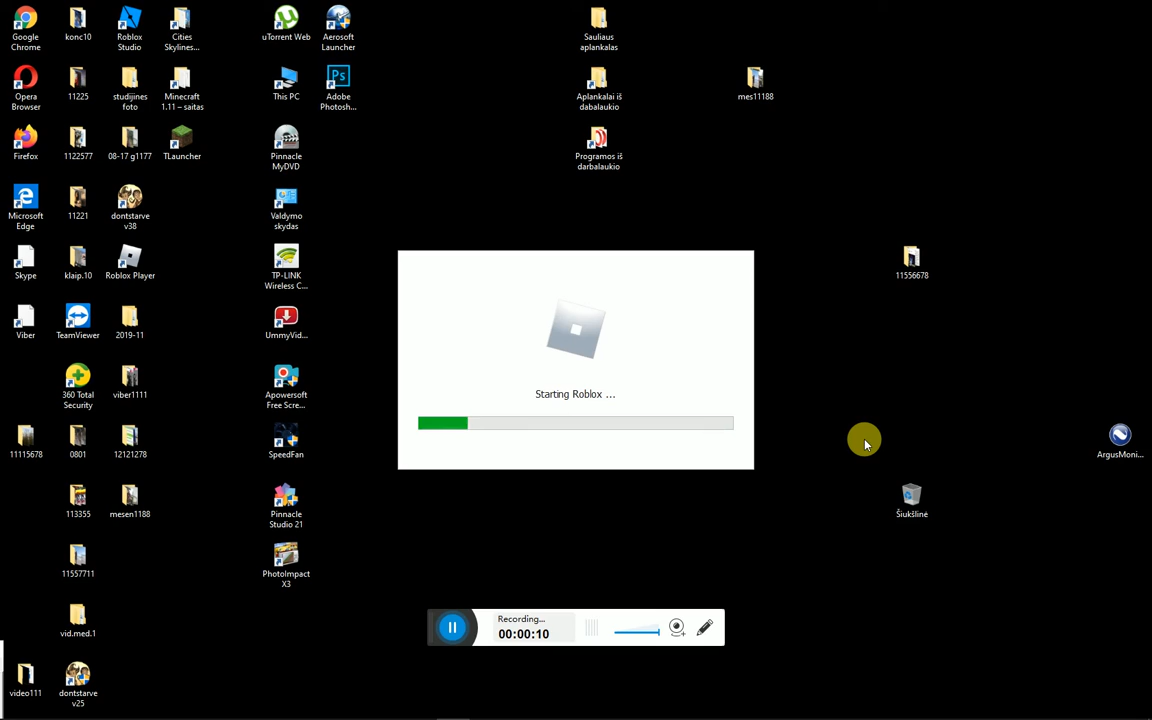 Google
Chrome
konc10
Roblox
Studio
Cities
Skylines...
uTorrent Web
Aerosoft
Launcher
Sauliaus
aplankalas
Opera
Browser
11225
studijines
foto
Minecraft
1.11 – saitas
This PC
Adobe
Photosh...
Aplankalai iš
dabalaukio
mes11188
Firefox
1122577
08-17 g1177
TLauncher
Pinnacle
MyDVD
Programos iš
darbalaukio
Microsoft
Edge
11221
dontstarve
v38
Valdymo
skydas
Skype
klaip.10
Roblox Player
TP-LINK
Wireless C...
11556678
Viber
TeamViewer
2019-11
UmmyVid...
360 Total
Security
viber1111
Apowersoft
Free Scre...
Starting Roblox ...
11115678
0801
12121278
SpeedFan
ArgusMoni...
113355
mesen1188
Pinnacle
Studio 21
Šiukšlinė
11557711
PhotoImpact
X3
vid.med.1
Recording...
00:00:10
video111
dontstarve
v25